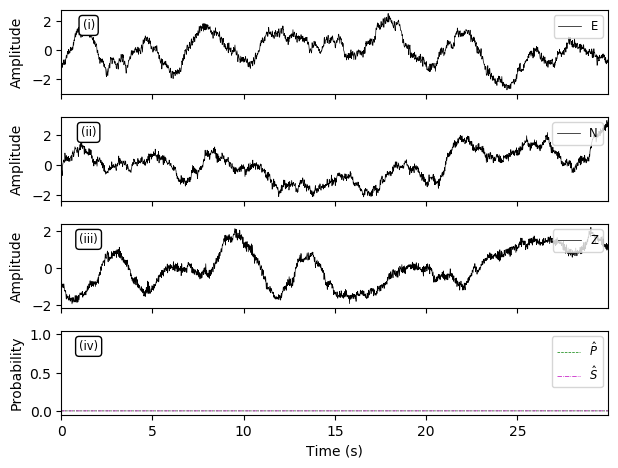 (i)
E
Amplitude
2
0
−2
(ii)
N
Amplitude
2
0
−2
(iii)
Z
Amplitude
2
0
−2
(iv)
P̂
Ŝ
Probability
1.0
0.5
0.0
0 5 10 15 20 25
Time (s)